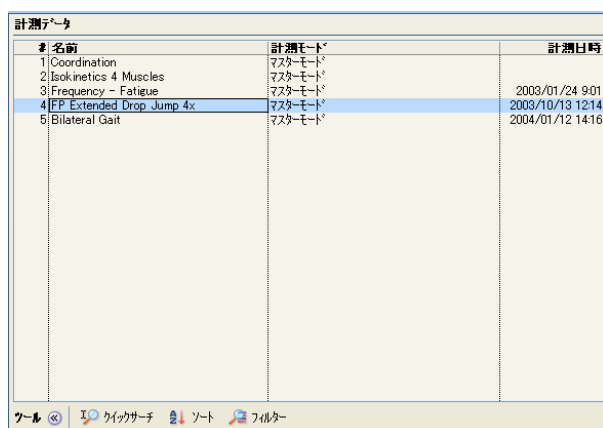 計測ﾃﾞｰﾀ
# 名前 計測ﾓｰﾄﾞ 計測日時
1 Coordination ﾏｽﾀｰﾓｰﾄﾞ
2 Isokinetics 4 Muscles ﾏｽﾀｰﾓｰﾄﾞ
3 Frequency - Fatigue ﾏｽﾀｰﾓｰﾄﾞ 2003/01/24 9:01
4 FP Extended Drop Jump 4x ﾏｽﾀｰﾓｰﾄﾞ 2003/10/13 12:14
5 Bilateral Gait ﾏｽﾀｰﾓｰﾄﾞ 2004/01/12 14:16
ﾂｰﾙ ｸｲｯｸｻｰﾁ ｿｰﾄ ﾌｨﾙﾀｰ